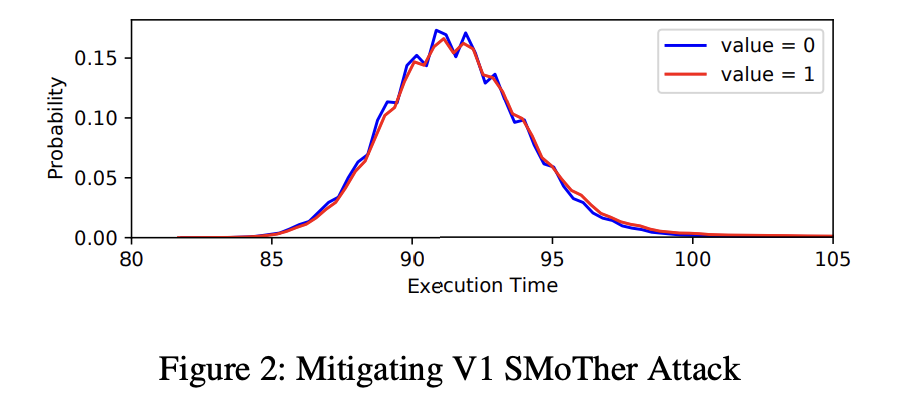 0.15
0.10
0.05
0.00
Probability
value = 0
value = 1
80 85 90 95 100 105
Execution Time
Figure 2: Mitigating V1 SMoTher Attack